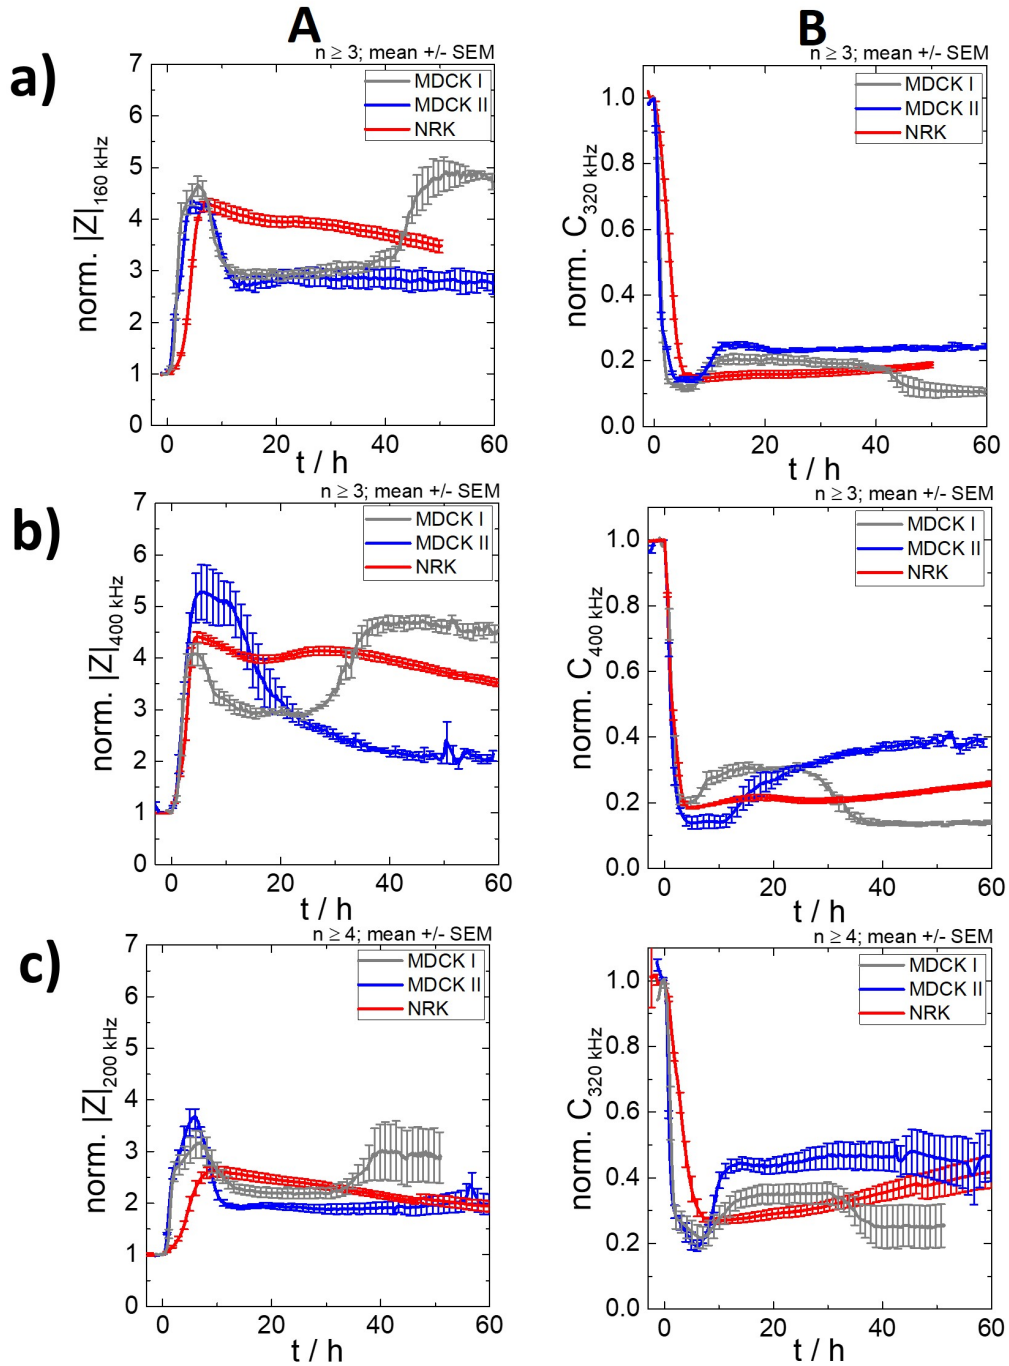 A
B
a)
n ≥ 3; mean +/- SEM
7
6
5
4
3
2
1
0
norm. |Z|160 kHz
MDCK I
MDCK II
NRK
0
20
40
60
t / h
n ≥ 3; mean +/- SEM
1.0
0.8
0.6
0.4
0.2
0.0
norm. C320 kHz
MDCK I
MDCK II
NRK
0
20
40
60
t / h
b)
n ≥ 3; mean +/- SEM
7
6
5
4
3
2
1
0
norm. |Z|400 kHz
MDCK I
MDCK II
NRK
0
20
40
60
t / h
n ≥ 3; mean +/- SEM
1.0
0.8
0.6
0.4
0.2
0.0
norm. C400 kHz
MDCK I
MDCK II
NRK
0
20
40
60
t / h
c)
n ≥ 4; mean +/- SEM
7
6
5
4
3
2
1
0
norm. |Z|200 kHz
MDCK I
MDCK II
NRK
0
20
40
60
t / h
n ≥ 4; mean +/- SEM
1.0
0.8
0.6
0.4
0.2
0.0
norm. C320 kHz
MDCK I
MDCK II
NRK
0
20
40
60
t / h